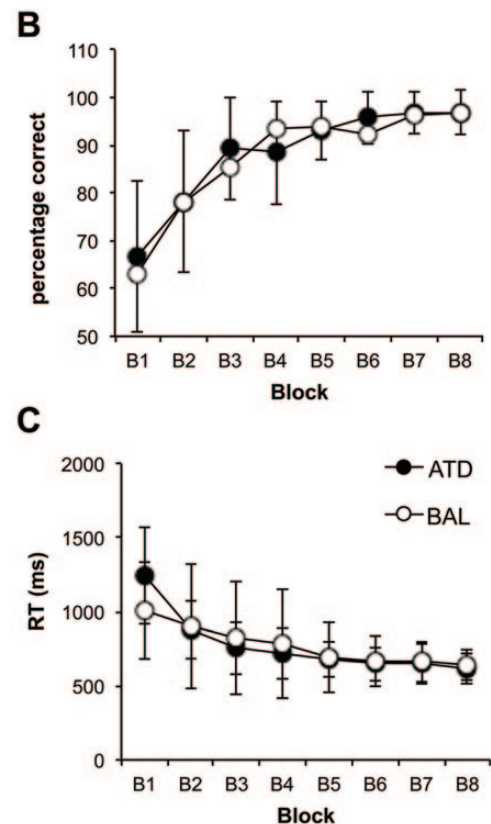 B
110
100
90
80
70
60
50
percentage correct
B1 B2 B3 B4 B5 B6 B7 B8
Block
C
2000
1500
1000
500
0
RT (ms)
ATD
BAL
B1 B2 B3 B4 B5 B6 B7 B8
Block